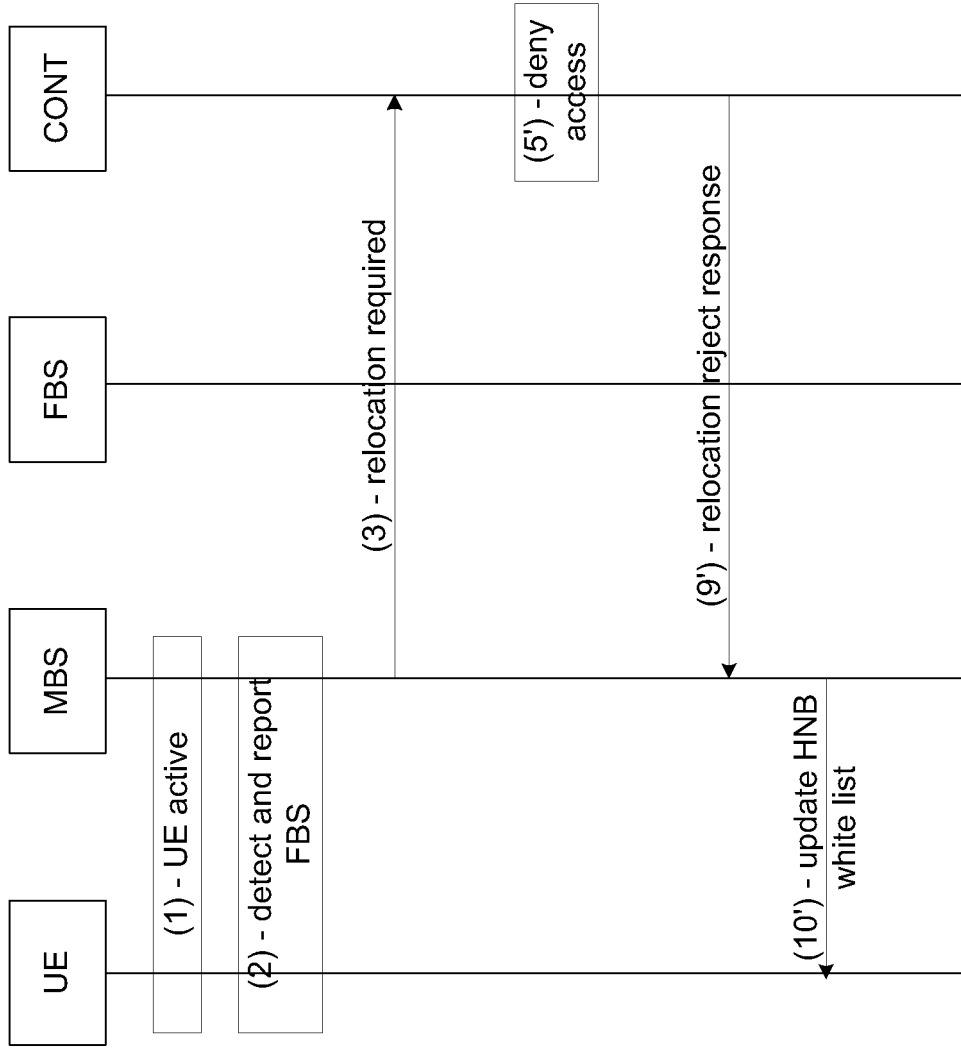 UE
MBS
FBS
CONT
(1) - UE active
(2) - detect and report
FBS
(3) - relocation required
(5') - deny
access
(9') - relocation reject response
(10') - update HNB
white list